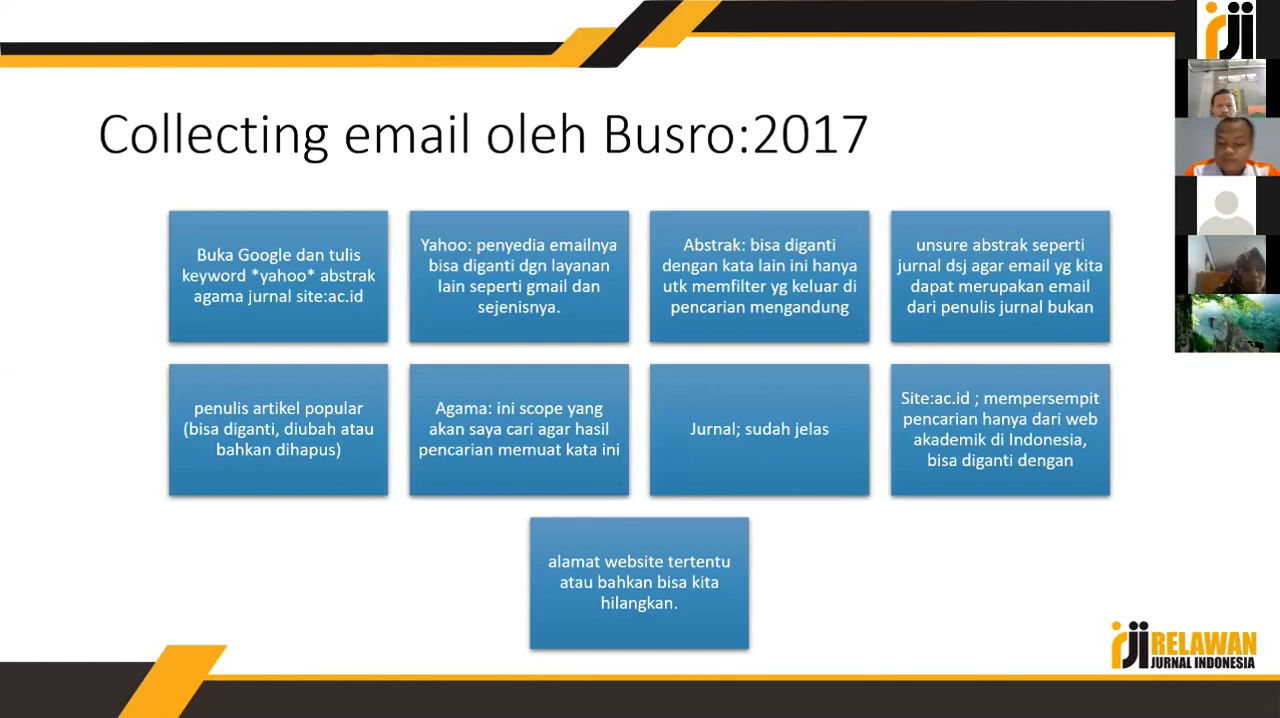 Collecting email oleh Busro:2017
Buka Google dan tulis
keyword *yahoo* abstrak
agama jurnal site:ac.id
Yahoo: penyedia emailnya
bisa diganti dgn layanan
lain seperti gmail dan
sejenisnya.
Abstrak: bisa diganti
dengan kata lain ini hanya
utk memfilter yg keluar di
pencarian mengandung
unsure abstrak seperti
jurnal dsj agar email yg kita
dapat merupakan email
dari penulis jurnal bukan
penulis artikel popular
(bisa diganti, diubah atau
bahkan dihapus)
Agama: ini scope yang
akan saya cari agar hasil
pencarian memuat kata ini
Jurnal; sudah jelas
Site:ac.id ; mempersempit
pencarian hanya dari web
akademik di Indonesia,
bisa diganti dengan
alamat website tertentu
atau bahkan bisa kita
hilangkan.
rji
rji RELAWAN
JURNAL INDONESIA